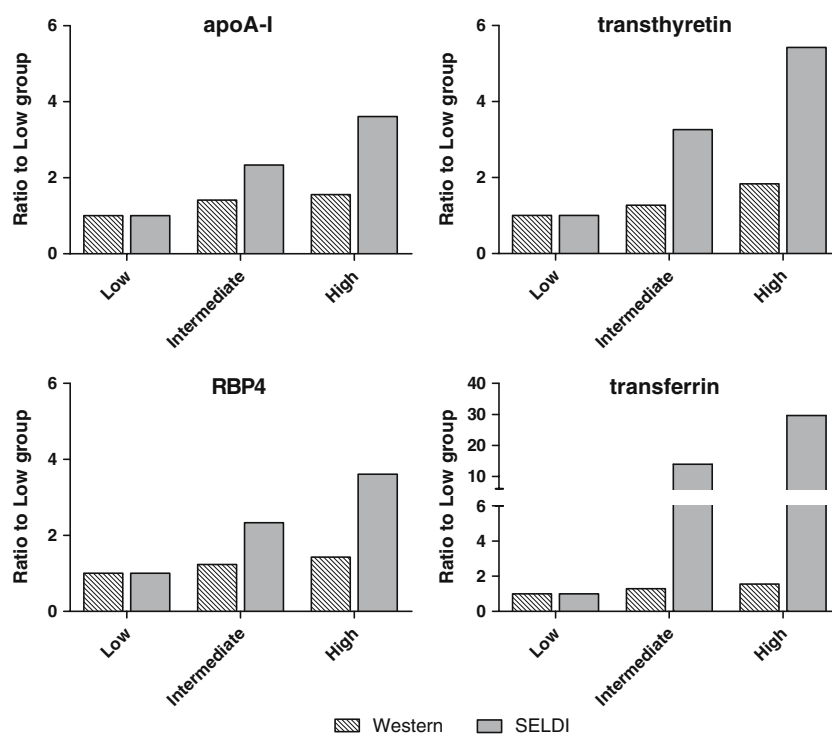 apoA-I
Ratio to Low group
6
4
2
0
Low
Intermediate
High
transthyretin
Ratio to Low group
6
4
2
0
Low
Intermediate
High
RBP4
Ratio to Low group
6
4
2
0
Low
Intermediate
High
transferrin
Ratio to Low group
40
30
20
10
6
4
2
0
Low
Intermediate
High
Western
SELDI